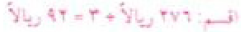 اقسم: ٢٧٦ ريالاً ÷ ٣ = ٩٢ ريالاً